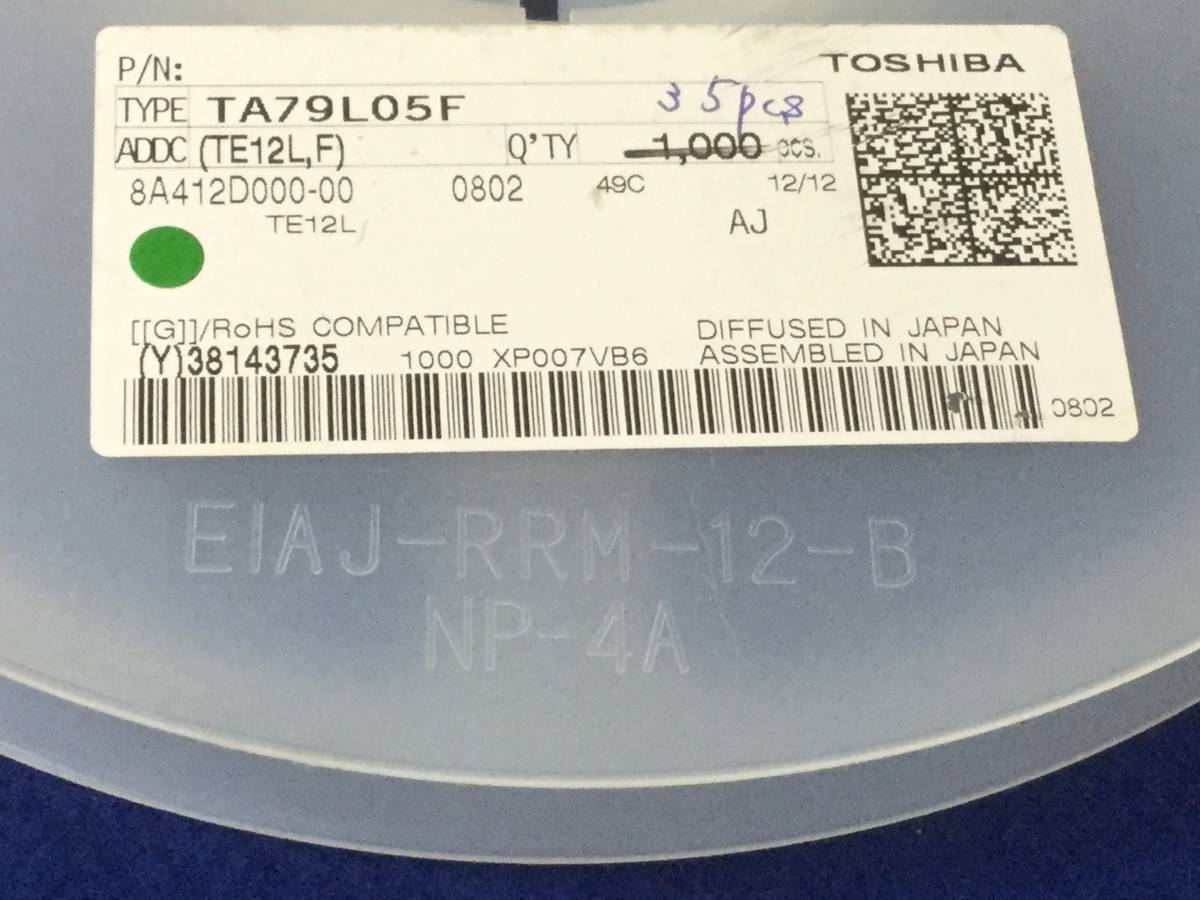 P/N:
TOSHIBA
TYPE TA79L05F 35pcs
ADDC (TE12L,F) Q'TY 1,000 pcs.
8A412D000-00 0802 49C 12/12
TE12L AJ
[[G]]/RoHS COMPATIBLE DIFFUSED IN JAPAN
(Y)38143735 1000 XP007VB6 ASSEMBLED IN JAPAN
0802
EIAJ-RRM-12-B
NP-4A